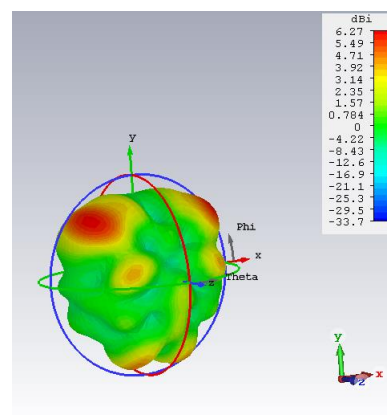 dBi
6.27
5.49
4.71
3.92
3.14
2.35
1.57
0.784
0
-4.22
-8.43
-12.6
-16.9
-21.1
-25.3
-29.5
-33.7
y
Phi
x
Theta
z
y
x
z